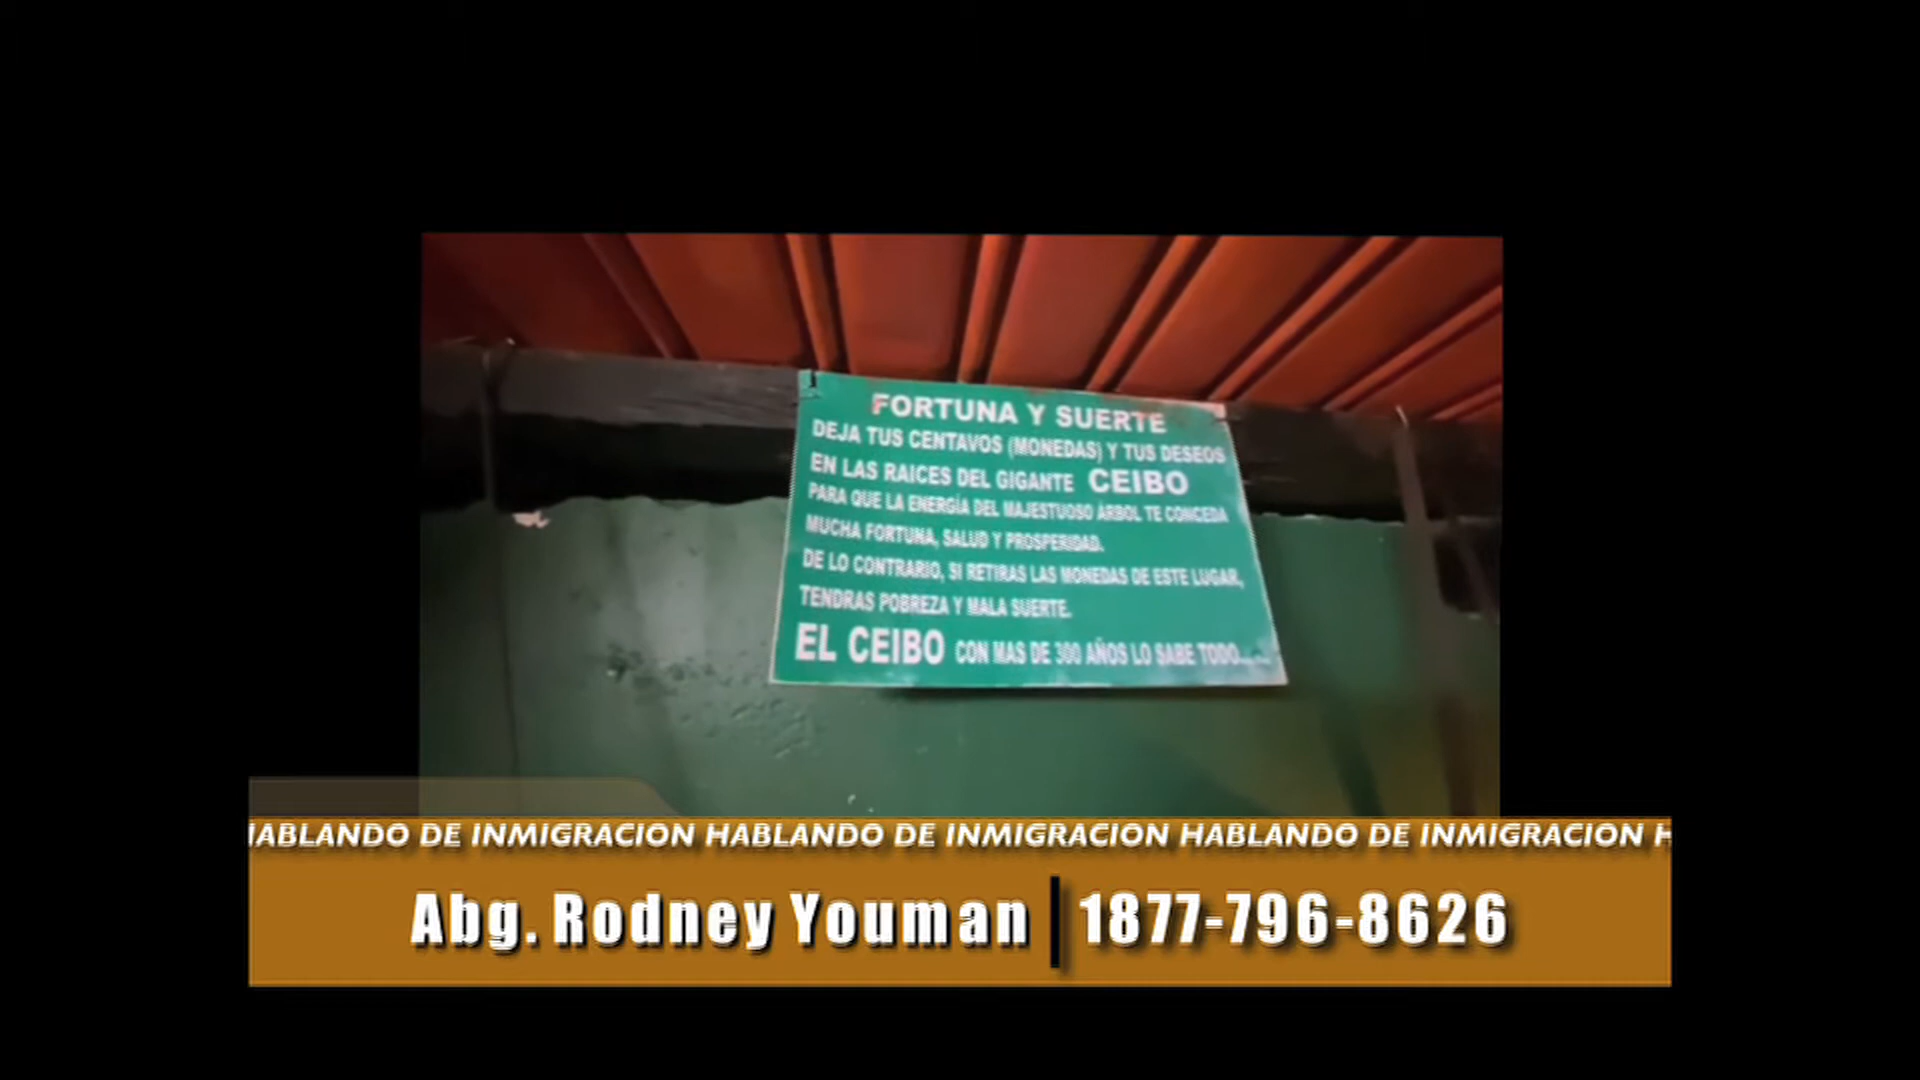 FORTUNA Y SUERTE
DEJA TUS CENTAVOS (MONEDAS) Y TUS DESEOS
EN LAS RAICES DEL GIGANTE CEIBO
PARA QUE LA ENERGÍA DEL MAJESTUOSO ÁRBOL TE CONCEDA
MUCHA FORTUNA, SALUD Y PROSPERIDAD.
DE LO CONTRARIO, SI RETIRAS LAS MONEDAS DE ESTE LUGAR,
TENDRAS POBREZA Y MALA SUERTE.
EL CEIBO CON MAS DE 300 AÑOS LO SABE TODO......
HABLANDO DE INMIGRACION HABLANDO DE INMIGRACION HABLANDO DE INMIGRACION H
Abg. Rodney Youman | 1877-796-8626